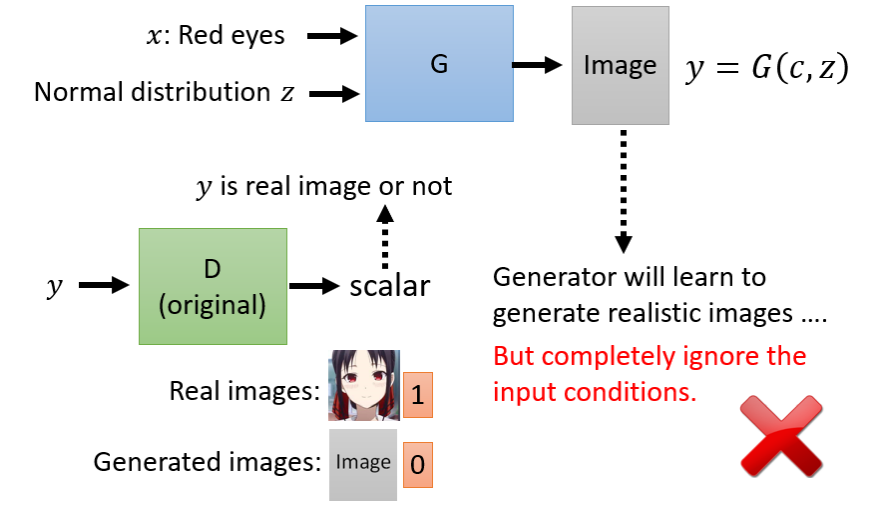 x: Red eyes
Normal distribution z
G
Image
y = G(c, z)
y is real image or not
y
D
(original)
scalar
Generator will learn to
generate realistic images ….
But completely ignore the
input conditions.
Real images:
1
Generated images:
Image
0